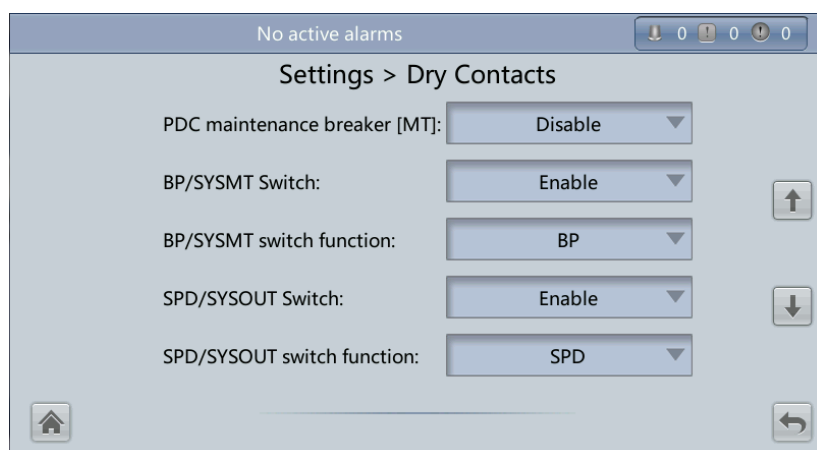 No active alarms 0 0 0
Settings > Dry Contacts
PDC maintenance breaker [MT]: Disable
BP/SYSMT Switch: Enable
BP/SYSMT switch function: BP
SPD/SYSOUT Switch: Enable
SPD/SYSOUT switch function: SPD